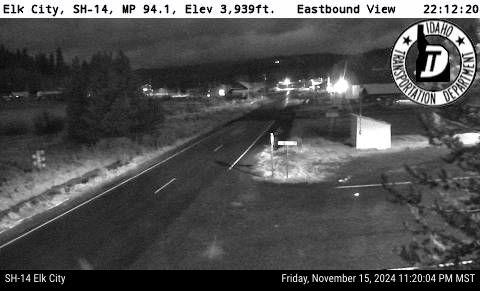 Elk City, SH-14, MP 94.1, Elev 3,939ft.   Eastbound View   22:12:20
IDAHO
TRANSPORTATION DEPARTMENT
SH-14 Elk City   Friday, November 15, 2024 11:20:04 PM MST